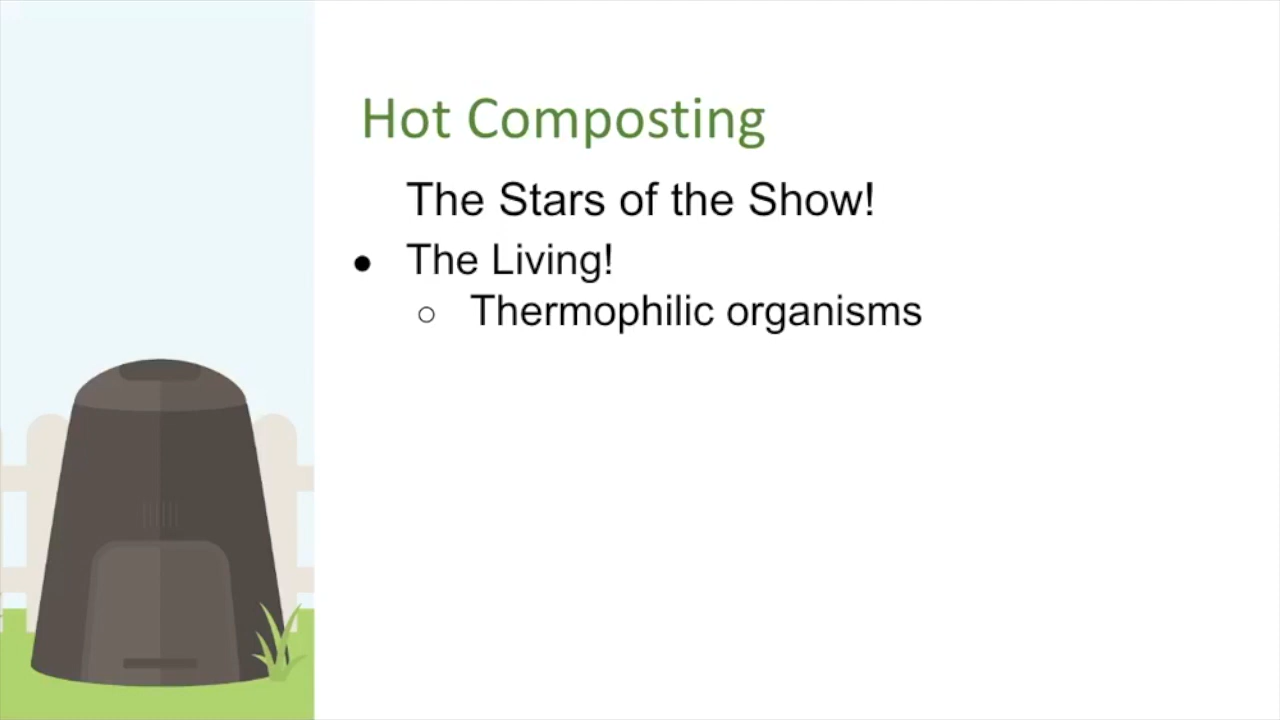 Hot Composting
The Stars of the Show!
● The Living!
○ Thermophilic organisms